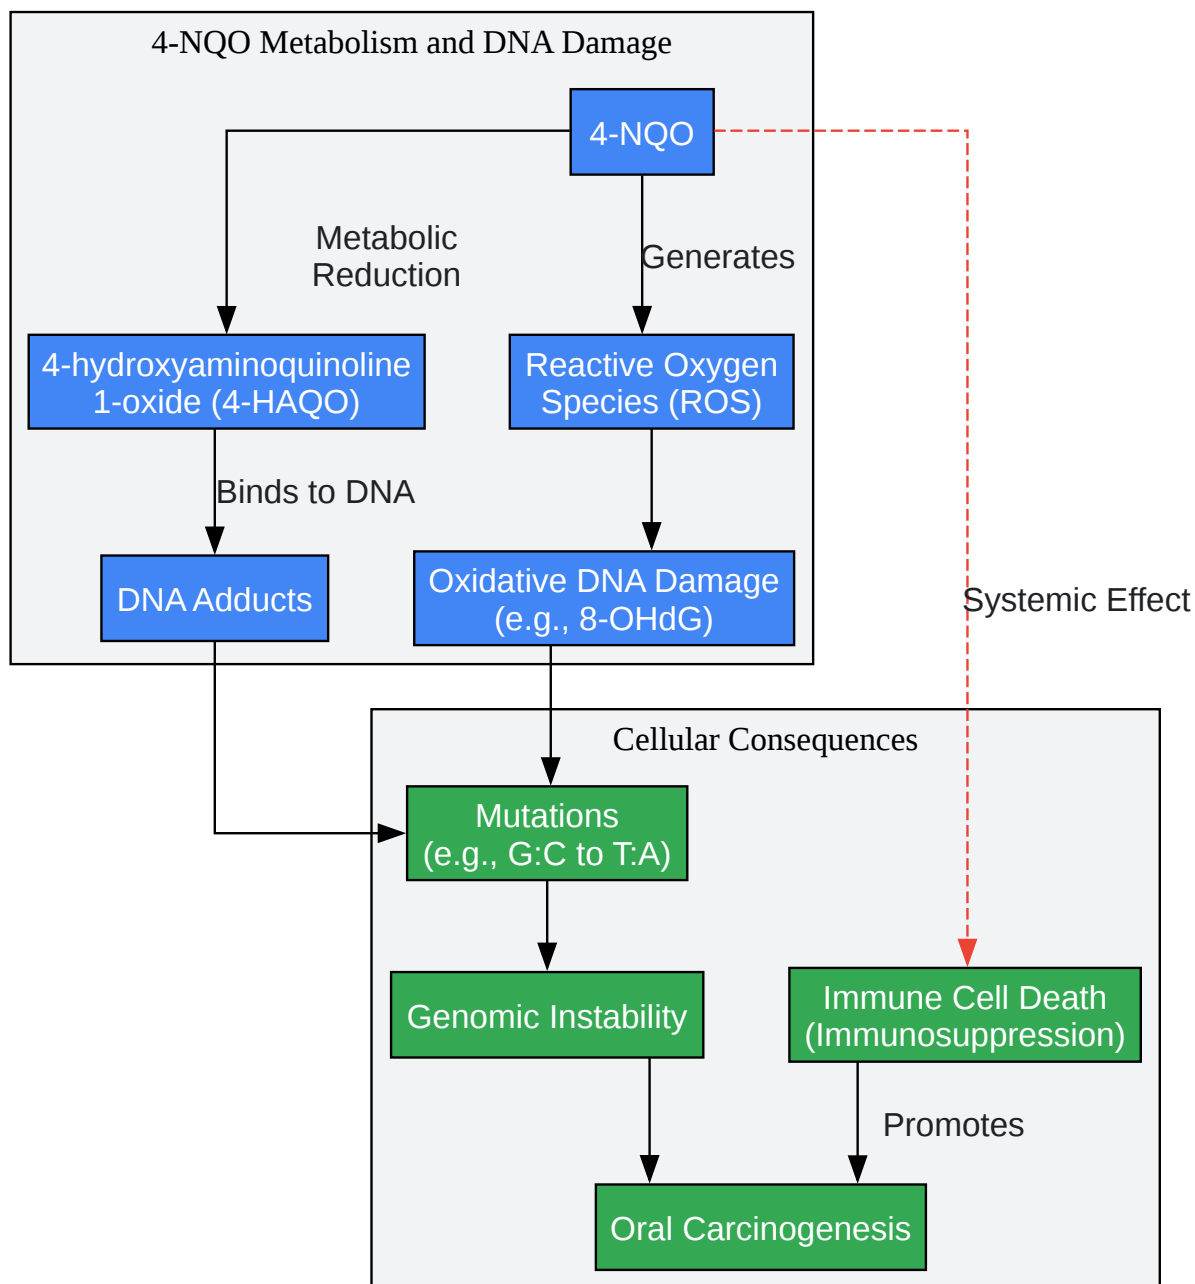 4-NQO Metabolism and DNA Damage
4-NQO
Metabolic
Reduction
Generates
4-hydroxyaminoquinoline
1-oxide (4-HAQO)
Reactive Oxygen
Species (ROS)
Binds to DNA
DNA Adducts
Oxidative DNA Damage
(e.g., 8-OHdG)
Systemic Effect
Cellular Consequences
Mutations
(e.g., G:C to T:A)
Genomic Instability
Immune Cell Death
(Immunosuppression)
Promotes
Oral Carcinogenesis